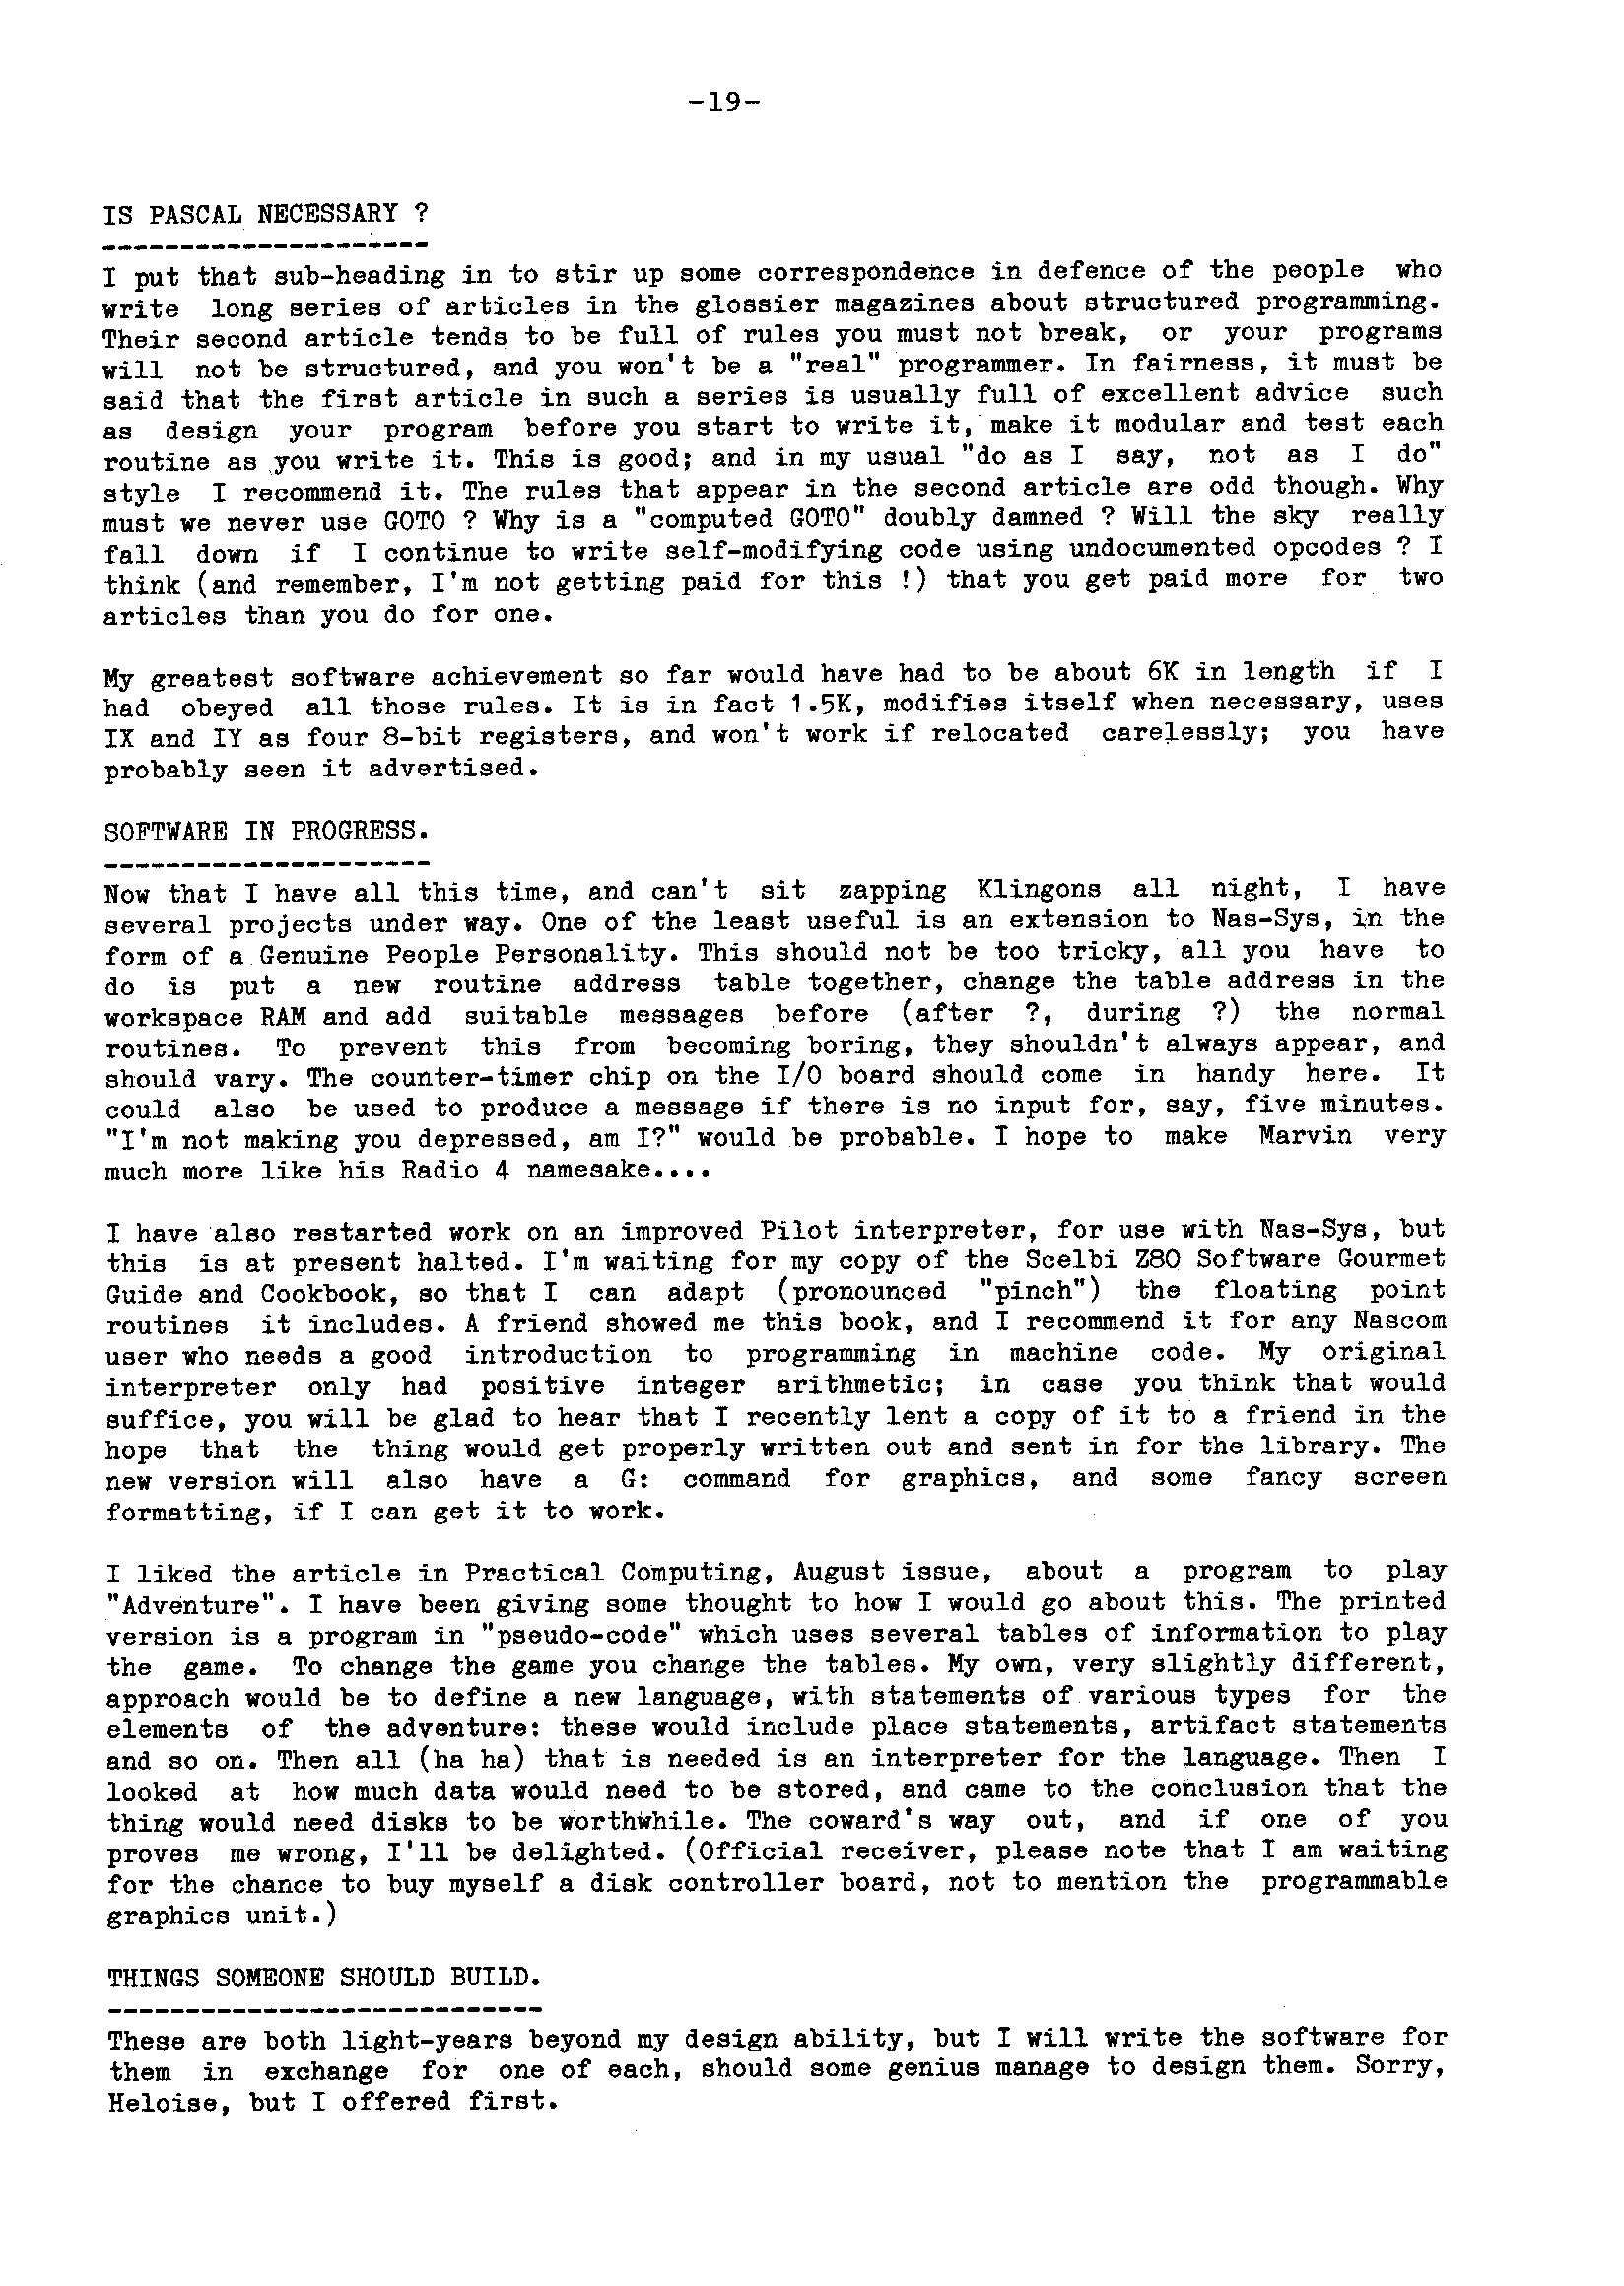 -19-
IS PASCAL NECESSARY ?
---------------------
I put that sub-heading in to stir up some correspondence in defence of the people who
write long series of articles in the glossier magazines about structured programming.
Their second article tends to be full of rules you must not break, or your programs
will not be structured, and you won't be a "real" programmer. In fairness, it must be
said that the first article in such a series is usually full of excellent advice such
as design your program before you start to write it, make it modular and test each
routine as you write it. This is good; and in my usual "do as I say, not as I do"
style I recommend it. The rules that appear in the second article are odd though. Why
must we never use GOTO ? Why is a "computed GOTO" doubly damned ? Will the sky really
fall down if I continue to write self-modifying code using undocumented opcodes ? I
think (and remember, I'm not getting paid for this !) that you get paid more for two
articles than you do for one.
My greatest software achievement so far would have had to be about 6K in length if I
had obeyed all those rules. It is in fact 1.5K, modifies itself when necessary, uses
IX and IY as four 8-bit registers, and won't work if relocated carelessly; you have
probably seen it advertised.
SOFTWARE IN PROGRESS.
---------------------
Now that I have all this time, and can't sit zapping Klingons all night, I have
several projects under way. One of the least useful is an extension to Nas-Sys, in the
form of a Genuine People Personality. This should not be too tricky, all you have to
do is put a new routine address table together, change the table address in the
workspace RAM and add suitable messages before (after ?, during ?) the normal
routines. To prevent this from becoming boring, they shouldn't always appear, and
should vary. The counter-timer chip on the I/O board should come in handy here. It
could also be used to produce a message if there is no input for, say, five minutes.
"I'm not making you depressed, am I?" would be probable. I hope to make Marvin very
much more like his Radio 4 namesake....
I have also restarted work on an improved Pilot interpreter, for use with Nas-Sys, but
this is at present halted. I'm waiting for my copy of the Scelbi Z80 Software Gourmet
Guide and Cookbook, so that I can adapt (pronounced "pinch") the floating point
routines it includes. A friend showed me this book, and I recommend it for any Nascom
user who needs a good introduction to programming in machine code. My original
interpreter only had positive integer arithmetic; in case you think that would
suffice, you will be glad to hear that I recently lent a copy of it to a friend in the
hope that the thing would get properly written out and sent in for the library. The
new version will also have a G: command for graphics, and some fancy screen
formatting, if I can get it to work.
I liked the article in Practical Computing, August issue, about a program to play
"Adventure". I have been giving some thought to how I would go about this. The printed
version is a program in "pseudo-code" which uses several tables of information to play
the game. To change the game you change the tables. My own, very slightly different,
approach would be to define a new language, with statements of various types for the
elements of the adventure: these would include place statements, artifact statements
and so on. Then all (ha ha) that is needed is an interpreter for the language. Then I
looked at how much data would need to be stored, and came to the conclusion that the
thing would need disks to be worthwhile. The coward's way out, and if one of you
proves me wrong, I'll be delighted. (Official receiver, please note that I am waiting
for the chance to buy myself a disk controller board, not to mention the programmable
graphics unit.)
THINGS SOMEONE SHOULD BUILD.
----------------------------
These are both light-years beyond my design ability, but I will write the software for
them in exchange for one of each, should some genius manage to design them. Sorry,
Heloise, but I offered first.